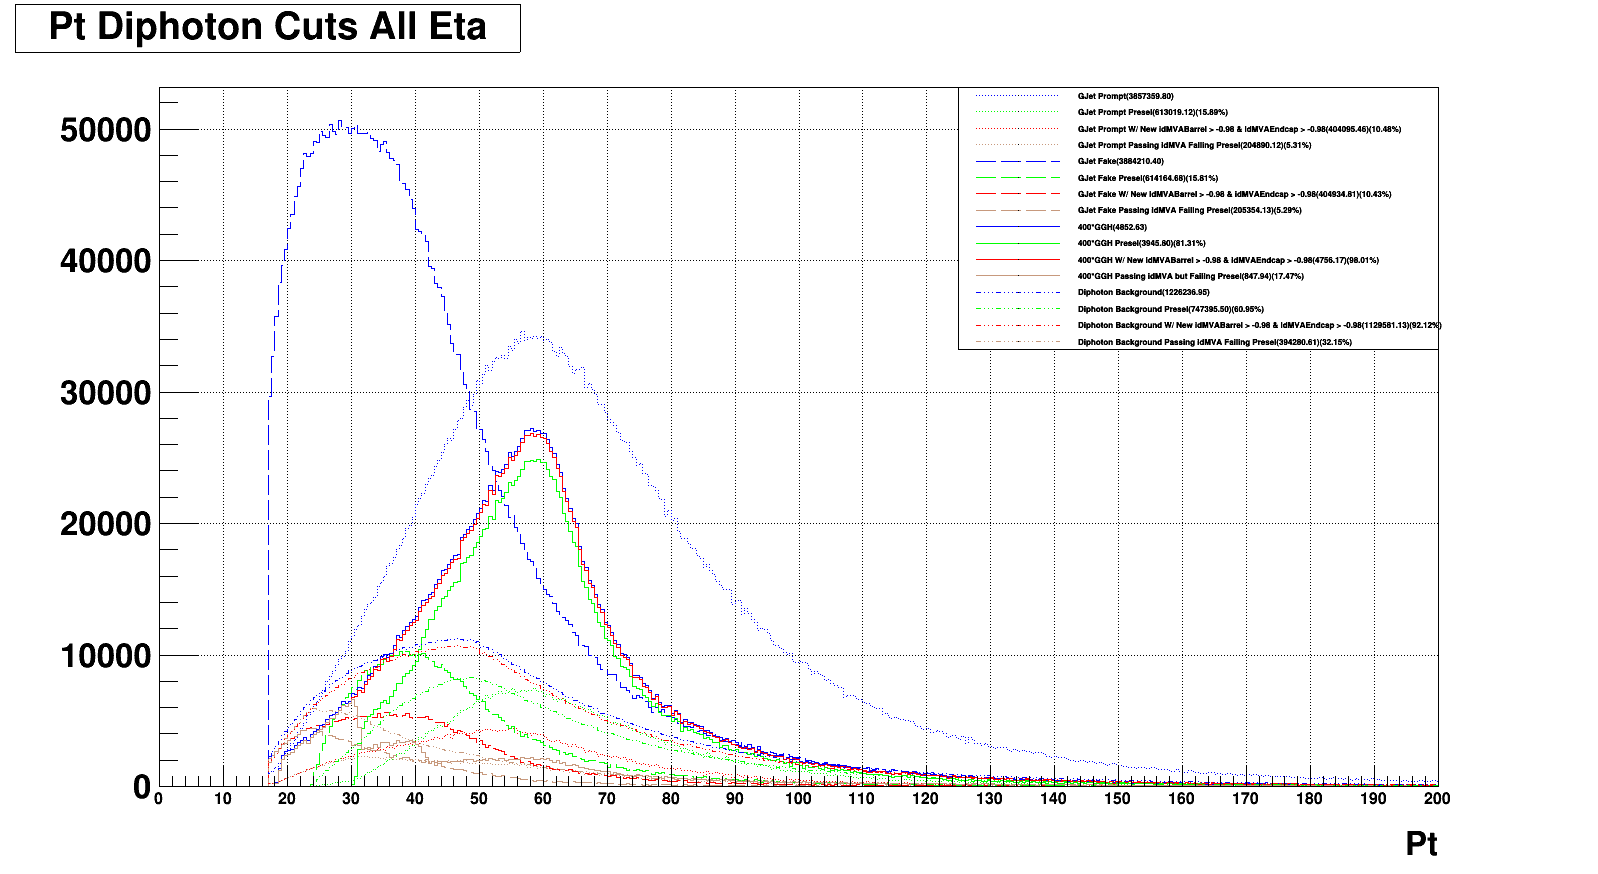 Pt Diphoton Cuts All Eta
50000
40000
30000
20000
10000
0
GJet Prompt(3857359.80)
GJet Prompt Presel(613019.12)(15.89%)
GJet Prompt W/ New idMVABarrel > -0.98 & idMVAEndcap > -0.98(404095.46)(10.48%)
GJet Prompt Passing idMVA Failing Presel(204890.12)(5.31%)
GJet Fake(3884210.40)
GJet Fake Presel(614164.68)(15.81%)
GJet Fake W/ New idMVABarrel > -0.98 & idMVAEndcap > -0.98(404934.81)(10.43%)
GJet Fake Passing idMVA Failing Presel(205354.13)(5.29%)
400*GGH(4852.63)
400*GGH Presel(3945.80)(81.31%)
400*GGH W/ New idMVABarrel > -0.98 & idMVAEndcap > -0.98(4756.17)(98.01%)
400*GGH Passing idMVA but Failing Presel(847.94)(17.47%)
Diphoton Background(1226236.95)
Diphoton Background Presel(747395.50)(60.95%)
Diphoton Background W/ New idMVABarrel > -0.98 & idMVAEndcap > -0.98(1129581.13)(92.12%)
Diphoton Background Passing idMVA Failing Presel(394280.61)(32.15%)
0 10 20 30 40 50 60 70 80 90 100 110 120 130 140 150 160 170 180 190 200
Pt